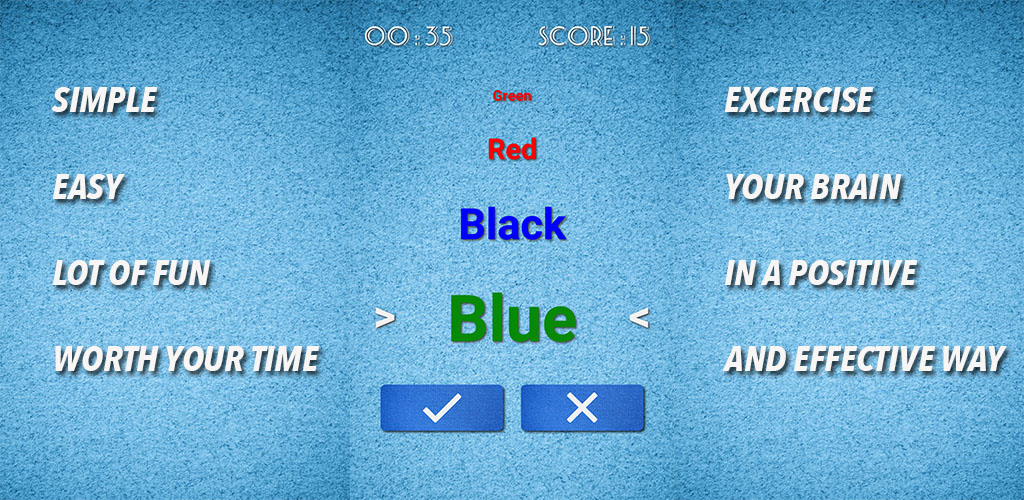 00:35 SCORE:15
SIMPLE
EASY
LOT OF FUN
WORTH YOUR TIME
Green
Red
Black
> Blue <
EXCERCISE
YOUR BRAIN
IN A POSITIVE
AND EFFECTIVE WAY